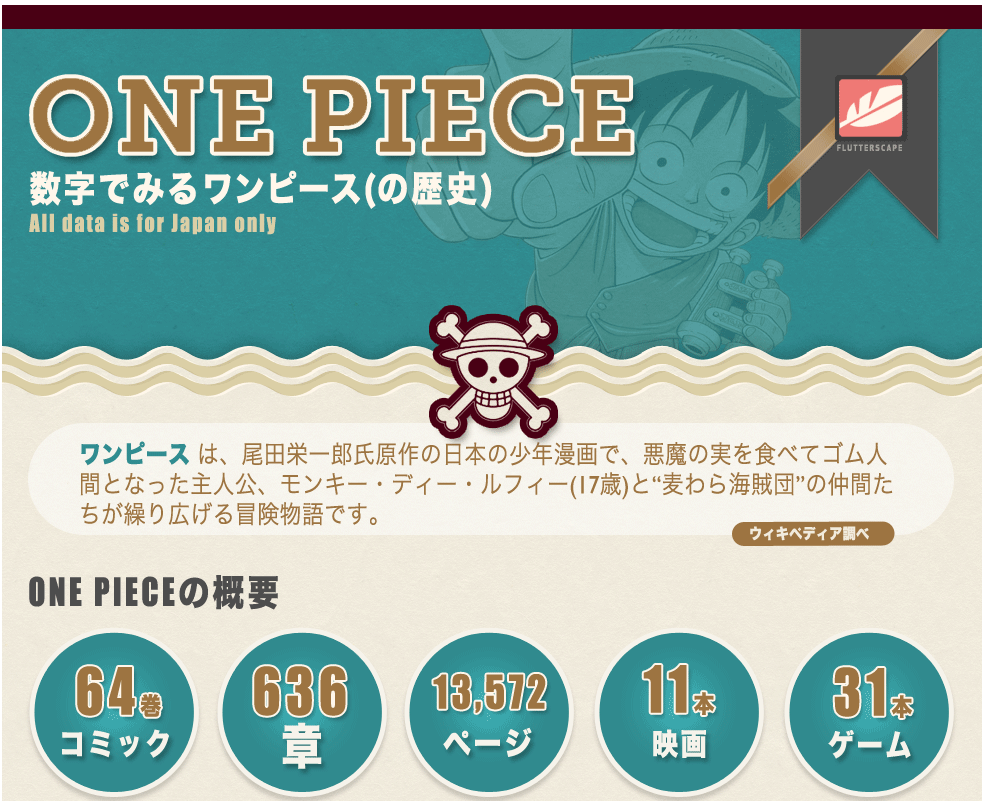 ONE PIECE
数字でみるワンピース(の歴史)
All data is for Japan only
FLUTTERSCAPE
ワンピース は、尾田栄一郎氏原作の日本の少年漫画で、悪魔の実を食べてゴム人
間となった主人公、モンキー・ディー・ルフィー(17歳)と“麦わら海賊団”の仲間た
ちが繰り広げる冒険物語です。
ウィキペディア調べ
ONE PIECEの概要
64巻
コミック
636
章
13,572
ページ
11本
映画
31本
ゲーム